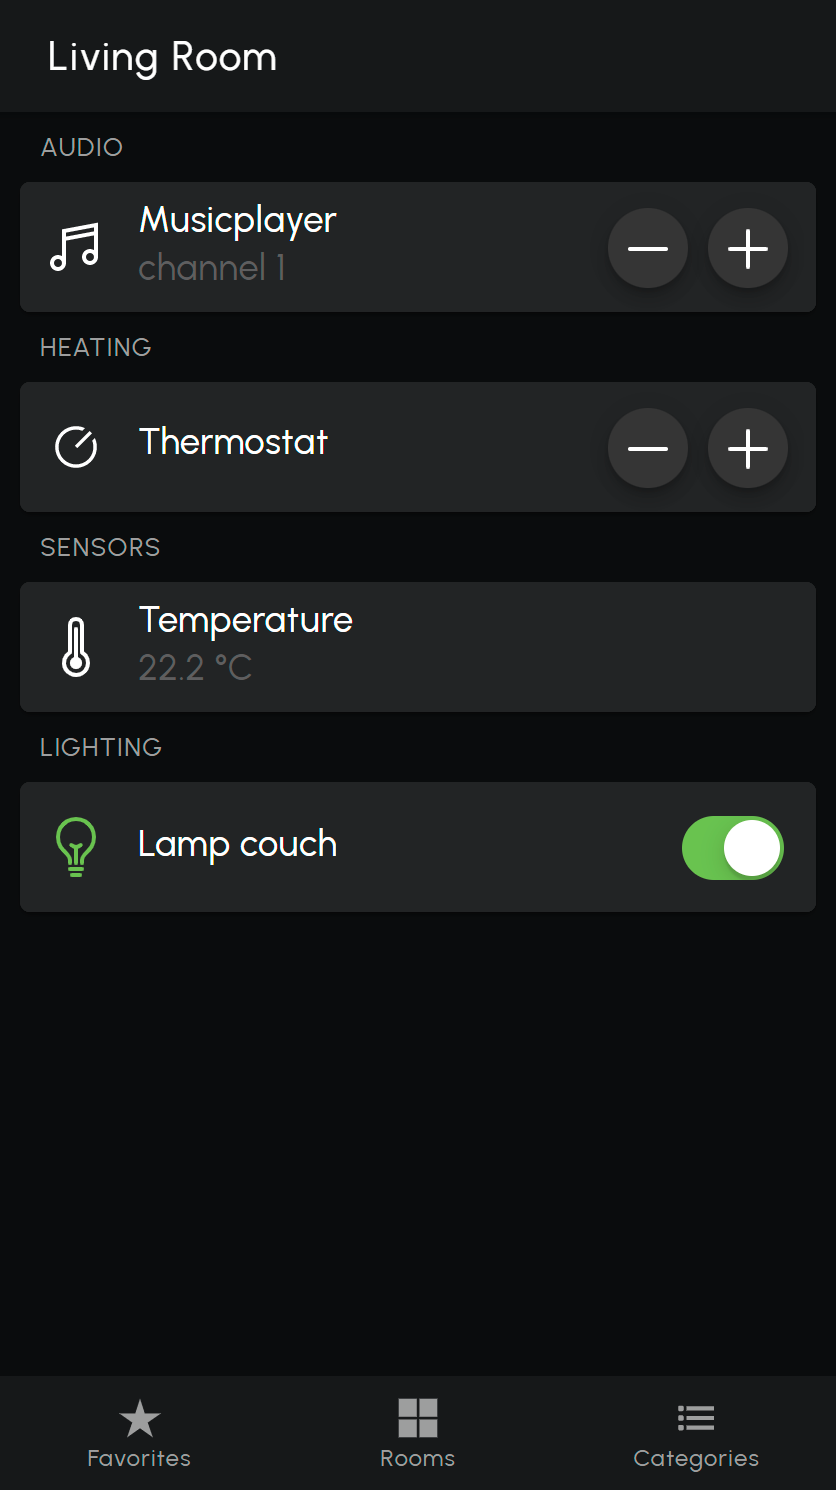 Living Room
AUDIO
Musicplayer
channel 1
HEATING
Thermostat
SENSORS
Temperature
22.2 °C
LIGHTING
Lamp couch
Favorites
Rooms
Categories